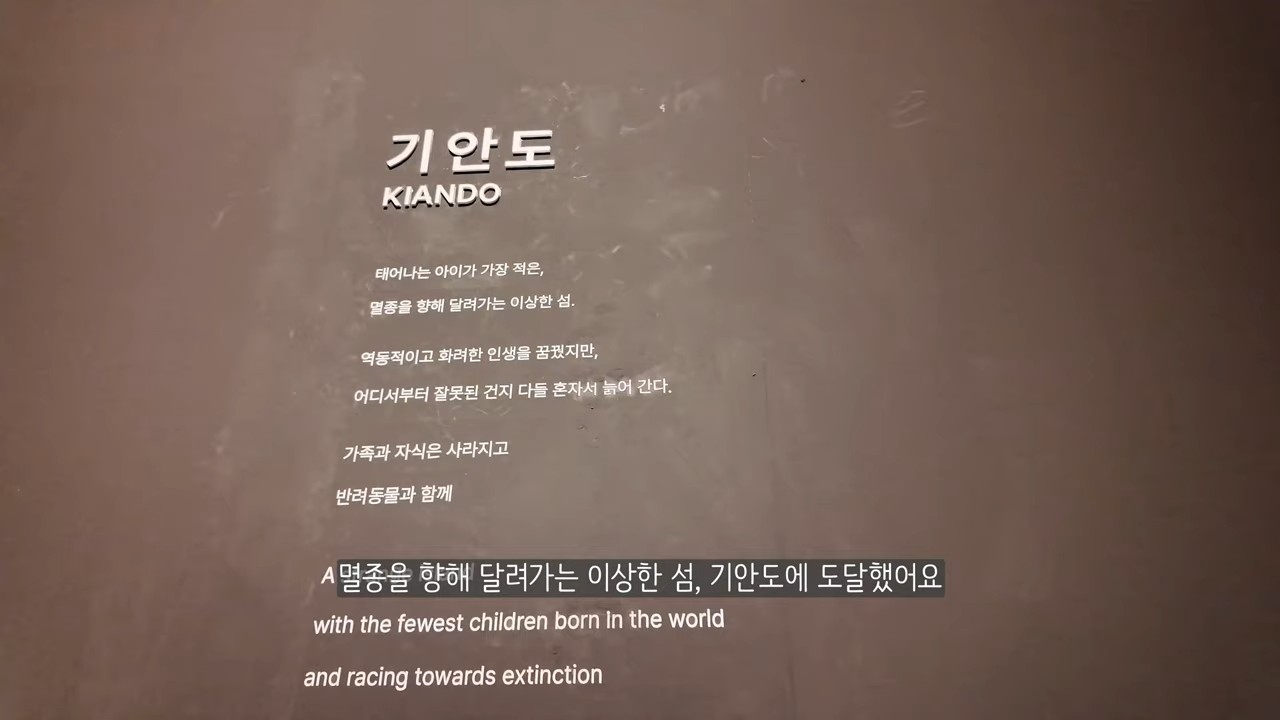 기안도
KIANDO
태어나는 아이가 가장 적은,
멸종을 향해 달려가는 이상한 섬.
역동적이고 화려한 인생을 꿈꿨지만,
어디서부터 잘못된 건지 다들 혼자서 늙어 간다.
가족과 자식은 사라지고
반려동물과 함께
A
멸종을 향해 달려가는 이상한 섬, 기안도에 도달했어요
with the fewest children born in the world
and racing towards extinction